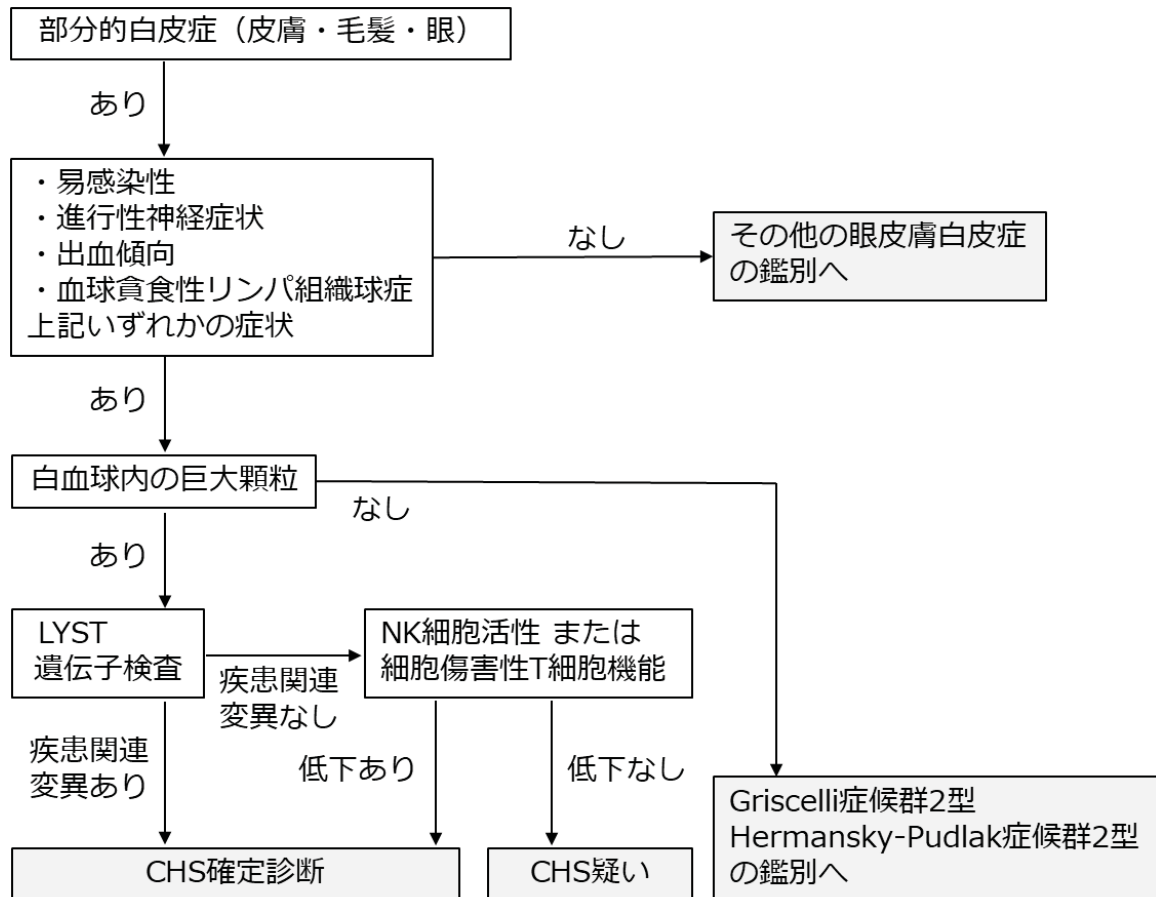 部分的白皮症（皮膚・毛髪・眼）
あり
・易感染性
・進行性神経症状
・出血傾向
・血球貪食性リンパ組織球症
上記いずれかの症状
なし
その他の眼皮膚白皮症
の鑑別へ
あり
白血球内の巨大顆粒
なし
あり
LYST
遺伝子検査
疾患関連
変異なし
NK細胞活性 または
細胞傷害性T細胞機能
疾患関連
変異あり
低下あり
低下なし
CHS確定診断
CHS疑い
Griscelli症候群2型
Hermansky-Pudlak症候群2型
の鑑別へ